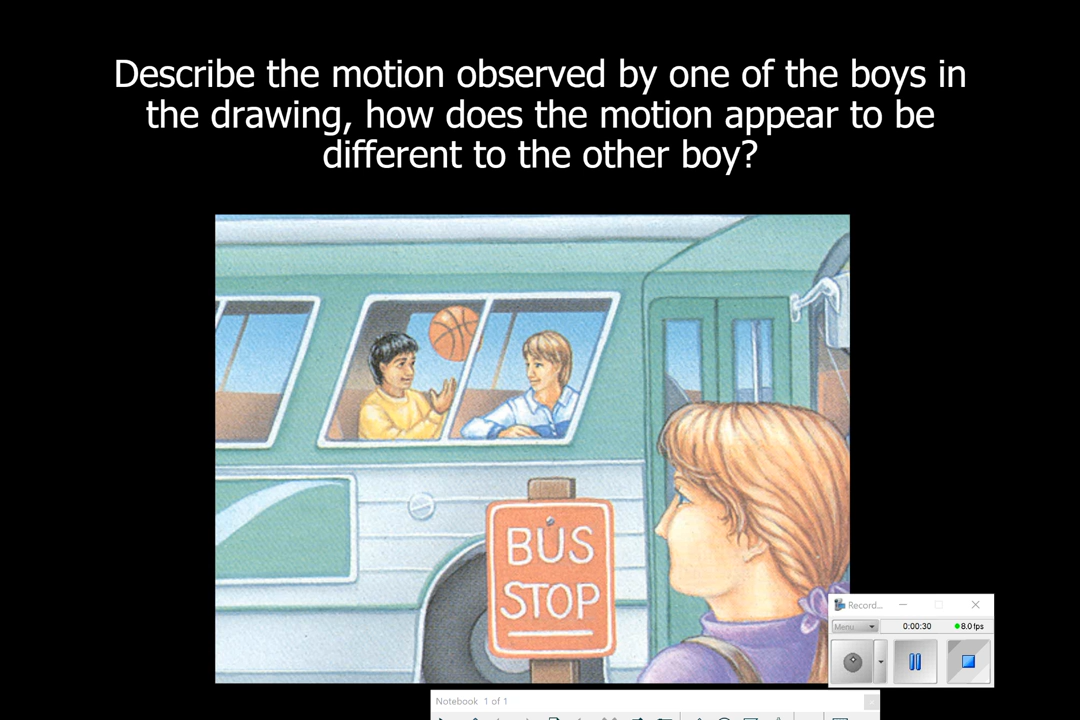 Describe the motion observed by one of the boys in
the drawing, how does the motion appear to be
different to the other boy?
BUS
STOP
Record...
Menu
0:00:30
8.0 fps
Notebook 1 of 1